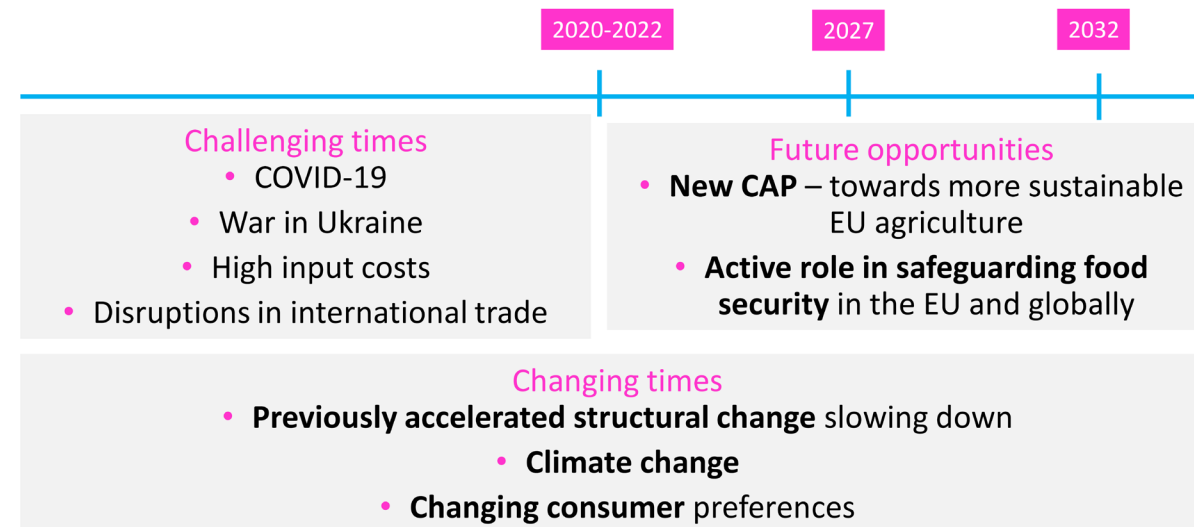 2020-2022
2027
2032
Challenging times
• COVID-19
• War in Ukraine
• High input costs
• Disruptions in international trade
Future opportunities
• New CAP – towards more sustainable
EU agriculture
• Active role in safeguarding food
security in the EU and globally
Changing times
• Previously accelerated structural change slowing down
• Climate change
• Changing consumer preferences